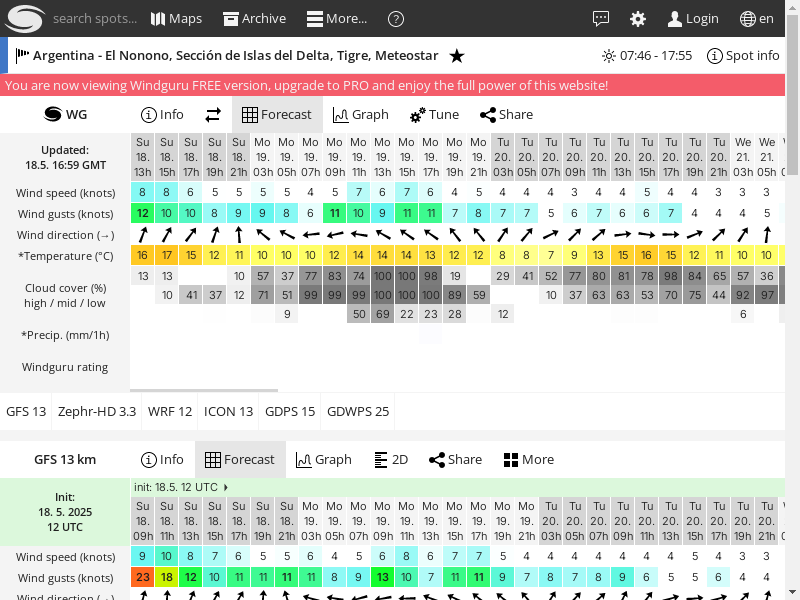 search spots... Maps Archive More... ? Login en
Argentina - El Nonono, Sección de Islas del Delta, Tigre, Meteostar ★ 07:46 - 17:55 Spot info
You are now viewing Windguru FREE version, upgrade to PRO and enjoy the full power of this website!
WG Info Forecast Graph Tune Share
Updated:
18.5. 16:59 GMT
Su Su Su Su Su Mo Mo Mo Mo Mo Mo Mo Mo Mo Mo Tu Tu Tu Tu Tu Tu Tu Tu Tu Tu We We
18. 18. 18. 18. 18. 19. 19. 19. 19. 19. 19. 19. 19. 19. 19. 20. 20. 20. 20. 20. 20. 20. 20. 20. 20. 21. 21.
13h 15h 17h 19h 21h 03h 05h 07h 09h 11h 13h 15h 17h 19h 21h 03h 05h 07h 09h 11h 13h 15h 17h 19h 21h 03h 05h
Wind speed (knots) 8 8 6 5 5 5 5 4 5 7 6 7 6 4 5 4 4 3 4 4 4 5 4 4 3 3 3
Wind gusts (knots) 12 10 10 8 9 9 8 6 11 10 9 11 11 7 8 7 7 5 6 7 6 6 7 4 4 4 5
Wind direction (→)
*Temperature (°C) 16 17 15 12 11 10 10 10 12 14 14 14 13 12 12 8 8 7 9 13 15 16 15 12 11 10 10
13 13 10 57 37 77 83 74 100 100 98 19 29 41 52 77 80 81 78 98 84 65 57 36
Cloud cover (%)
high / mid / low
10 41 37 12 71 51 99 99 99 100 100 100 89 59 10 37 63 63 53 70 75 44 92 97
9 50 69 22 23 28 12 6
*Precip. (mm/1h)
Windguru rating
GFS 13 Zephr-HD 3.3 WRF 12 ICON 13 GDPS 15 GDWPS 25
GFS 13 km Info Forecast Graph 2D Share More
init: 18.5. 12 UTC
Init:
18. 5. 2025
12 UTC
Su Su Su Su Su Su Su Mo Mo Mo Mo Mo Mo Mo Mo Mo Mo Tu Tu Tu Tu Tu Tu Tu Tu Tu Tu
18. 18. 18. 18. 18. 18. 18. 19. 19. 19. 19. 19. 19. 19. 19. 19. 19. 20. 20. 20. 20. 20. 20. 20. 20. 20. 20.
09h 11h 13h 15h 17h 19h 21h 03h 05h 07h 09h 11h 13h 15h 17h 19h 21h 03h 05h 07h 09h 11h 13h 15h 17h 19h 21h
Wind speed (knots) 9 10 8 7 6 5 5 6 4 5 6 8 6 7 7 5 4 4 4 4 4 4 4 5 4 3 3
Wind gusts (knots) 23 18 12 10 11 11 11 11 8 9 13 10 7 11 11 9 7 8 7 8 9 6 5 5 6 4 4
Wind direction (→)